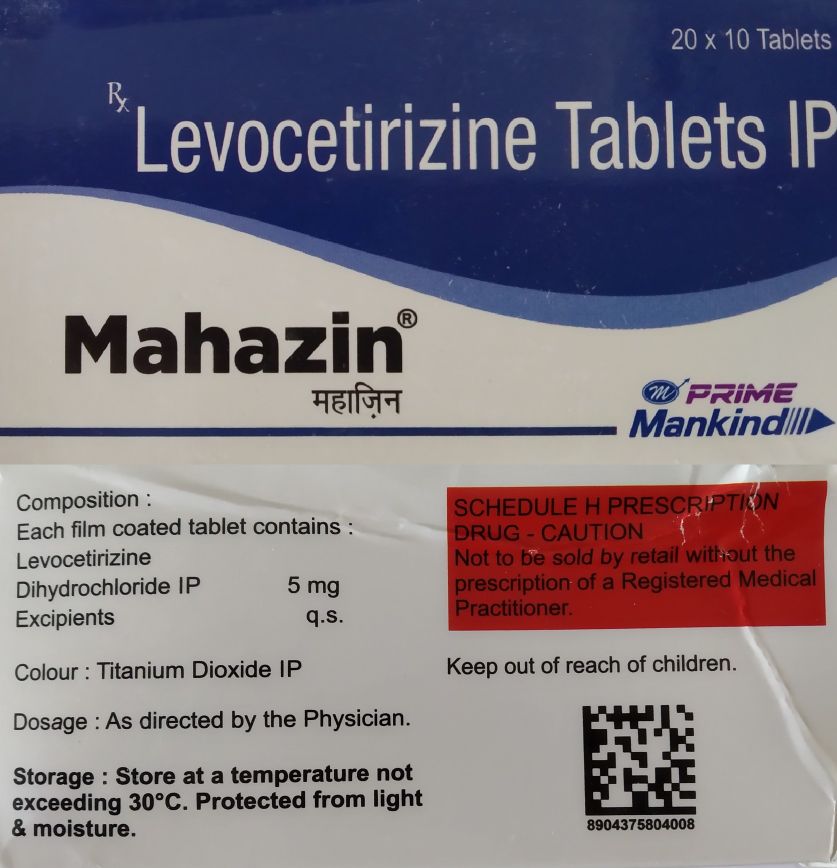 20 x 10 Tablets
Rx
Levocetirizine Tablets IP
Mahazin®
महाज़िन
m PRIME
Mankind
Composition :
Each film coated tablet contains :
Levocetirizine
Dihydrochloride IP 5 mg
Excipients q.s.
Colour : Titanium Dioxide IP
Dosage : As directed by the Physician.
Storage : Store at a temperature not
exceeding 30°C. Protected from light
& moisture.
SCHEDULE H PRESCRIPTION
DRUG - CAUTION
Not to be sold by retail without the
prescription of a Registered Medical
Practitioner.
Keep out of reach of children.
8904375804008